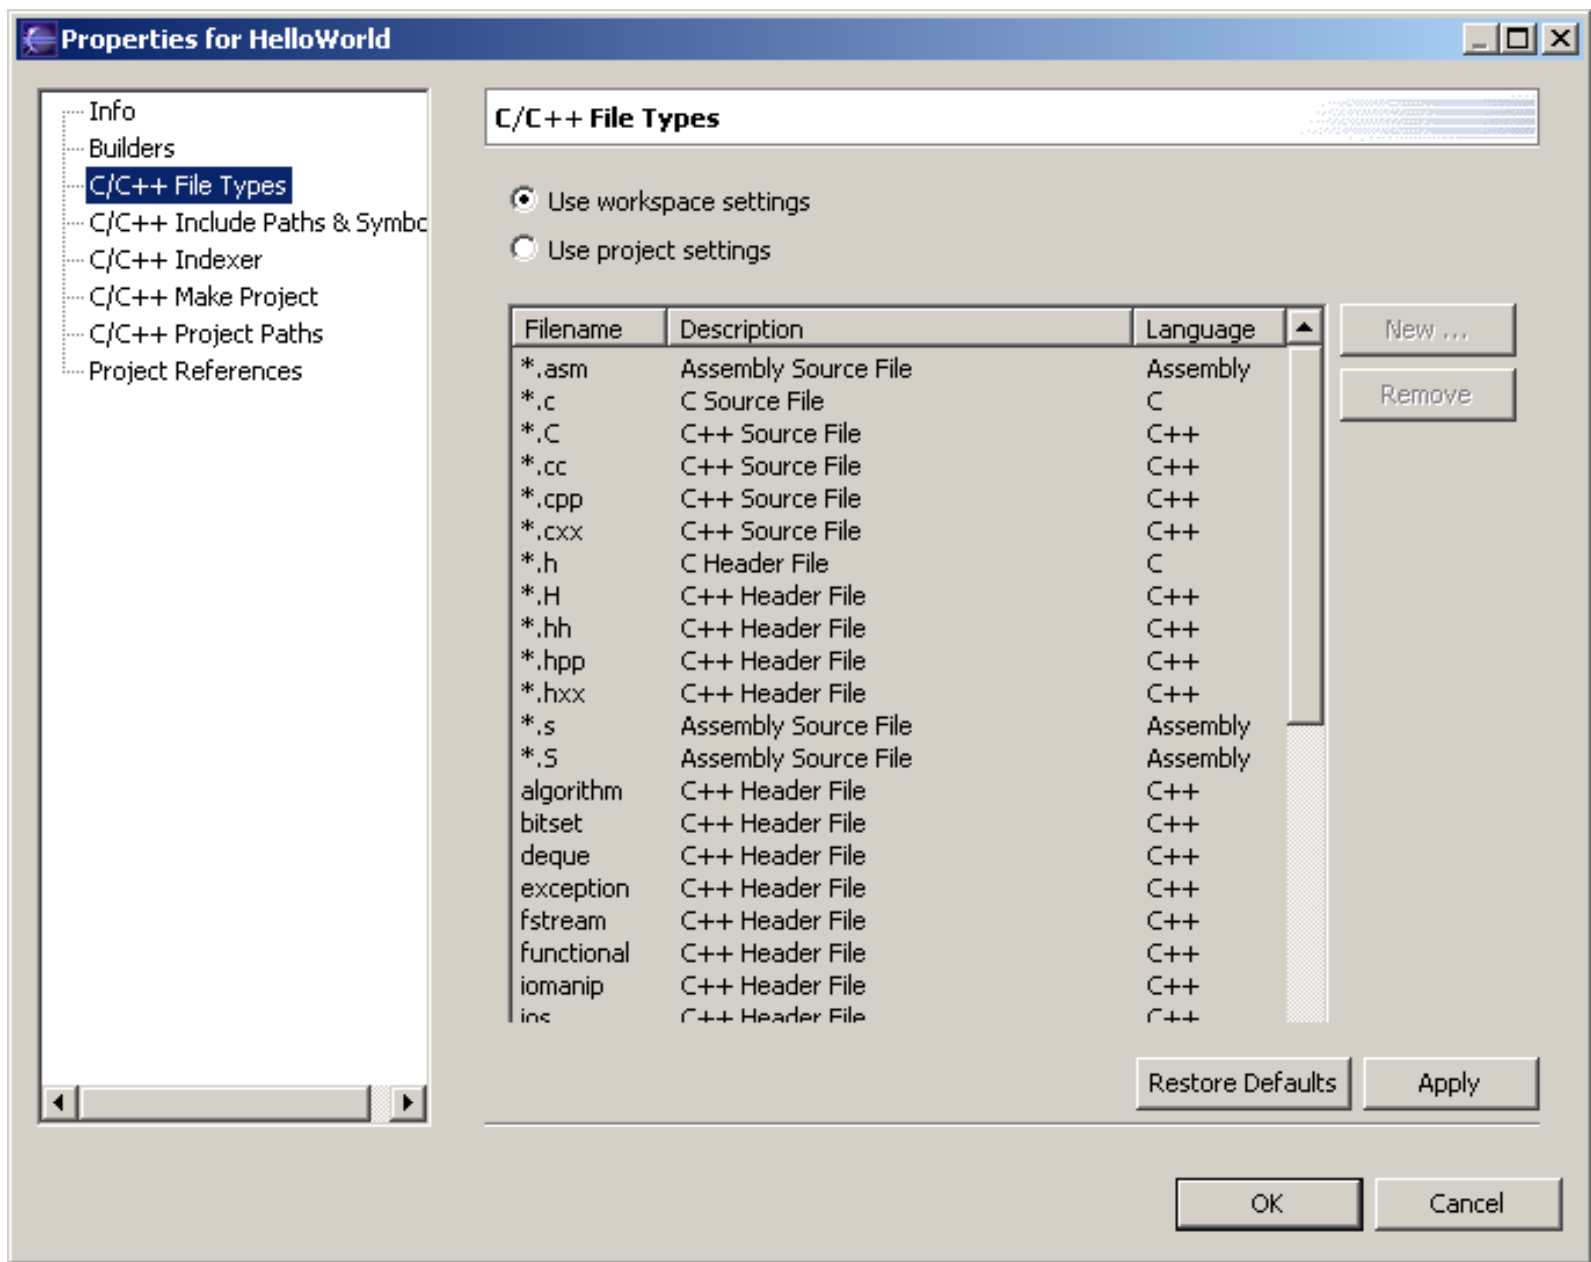 Properties for HelloWorld
Info
Builders
C/C++ File Types
C/C++ Include Paths & Symbo
C/C++ Indexer
C/C++ Make Project
C/C++ Project Paths
Project References
C/C++ File Types
Use workspace settings
Use project settings
Filename Description Language
*.asm Assembly Source File Assembly
*.c C Source File C
*.C C++ Source File C++
*.cc C++ Source File C++
*.cpp C++ Source File C++
*.cxx C++ Source File C++
*.h C Header File C
*.H C++ Header File C++
*.hh C++ Header File C++
*.hpp C++ Header File C++
*.hxx C++ Header File C++
*.s Assembly Source File Assembly
*.S Assembly Source File Assembly
algorithm C++ Header File C++
bitset C++ Header File C++
deque C++ Header File C++
exception C++ Header File C++
fstream C++ Header File C++
functional C++ Header File C++
iomanip C++ Header File C++
ios C++ Header File C++
New ...
Remove
Restore Defaults Apply
OK Cancel